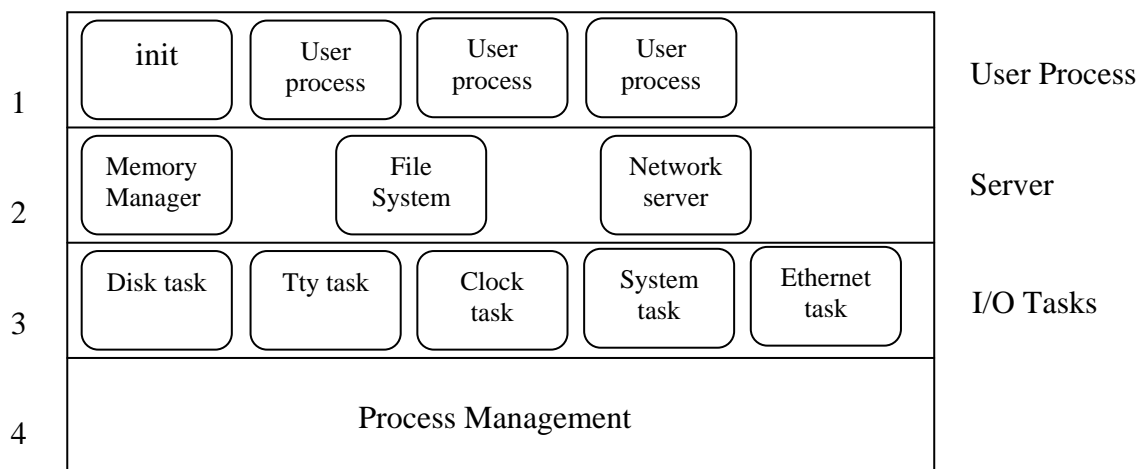 init
User
process
User
process
User
process
User Process
1
Memory
Manager
File
System
Network
server
Server
2
Disk task
Tty task
Clock
task
System
task
Ethernet
task
I/O Tasks
3
Process Management
4